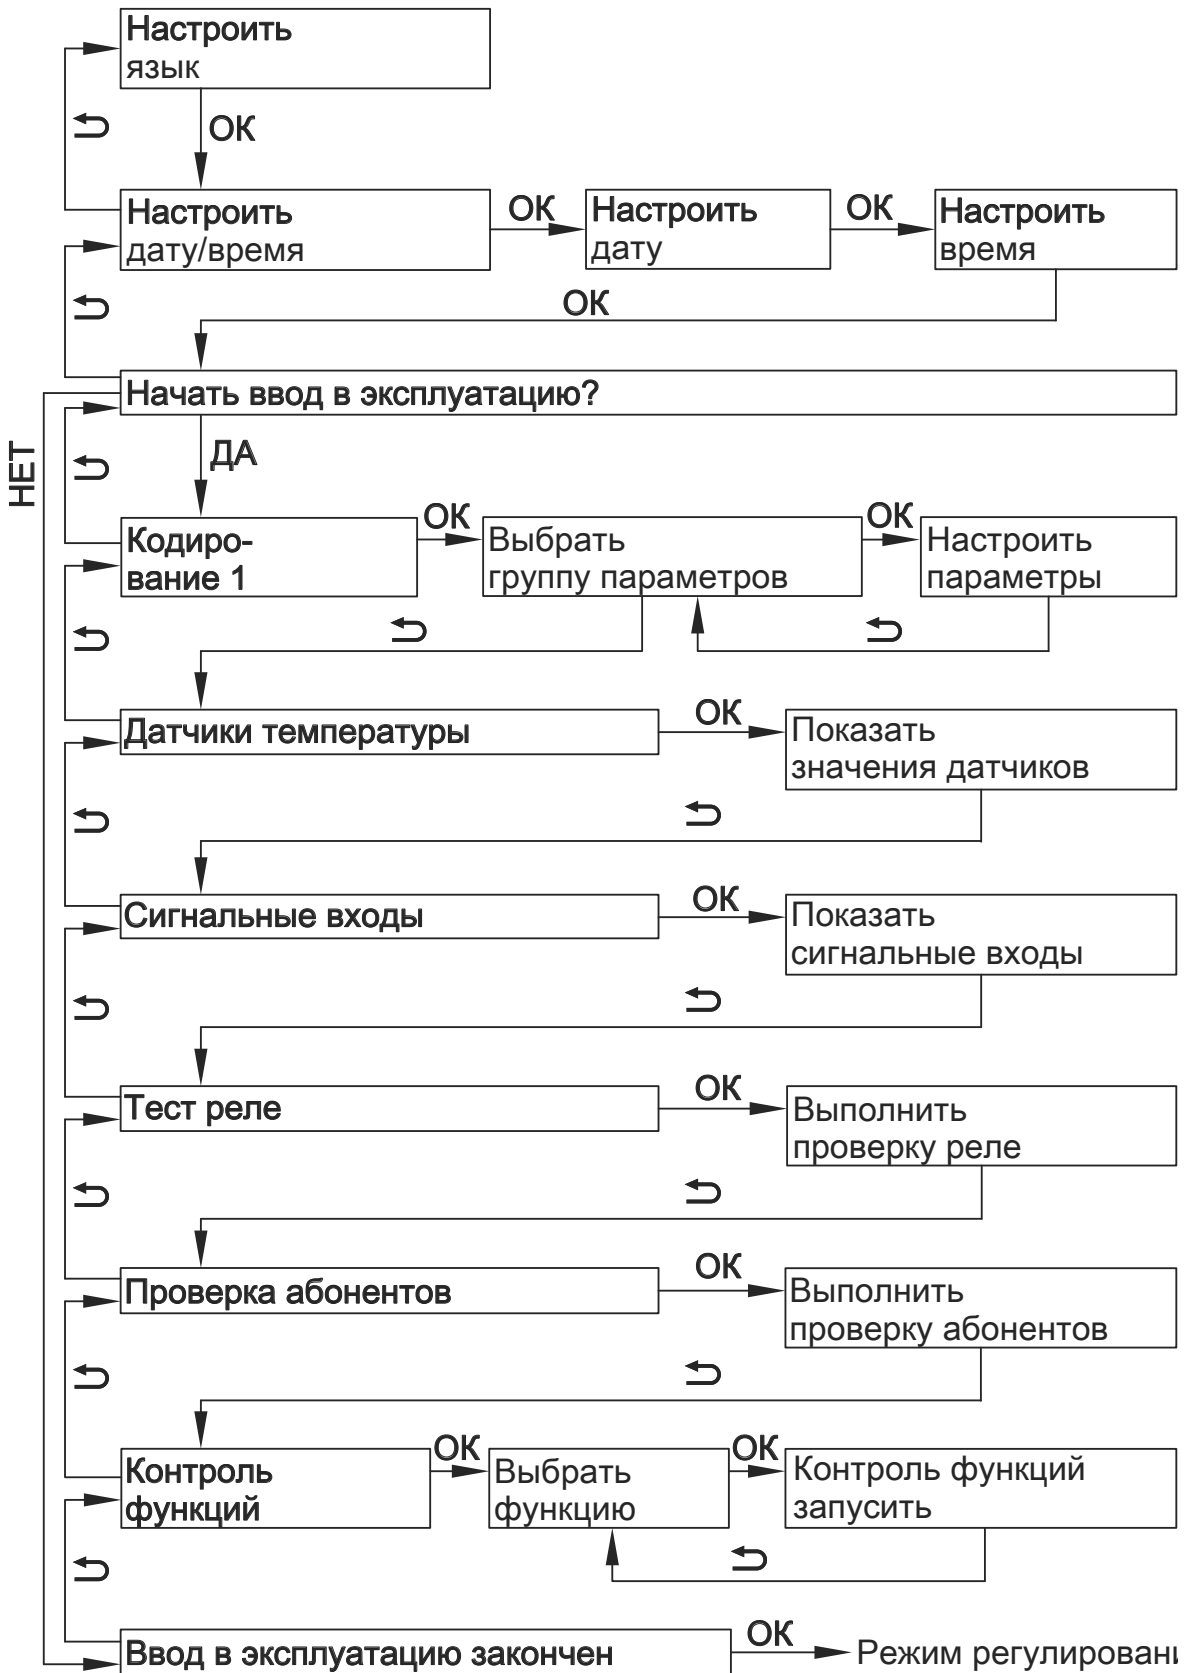 Настроить
язык
ОК
Настроить
дату/время
ОК
Настроить
дату
ОК
Настроить
время
ОК
Начать ввод в эксплуатацию?
НЕТ
ДА
Кодиро-
вание 1
ОК
Выбрать
группу параметров
ОК
Настроить
параметры
Датчики температуры
ОК
Показать
значения датчиков
Сигнальные входы
ОК
Показать
сигнальные входы
Тест реле
ОК
Выполнить
проверку реле
Проверка абонентов
ОК
Выполнить
проверку абонентов
Контроль
функций
ОК
Выбрать
функцию
ОК
Контроль функций
запусить
Ввод в эксплуатацию закончен
ОК
Режим